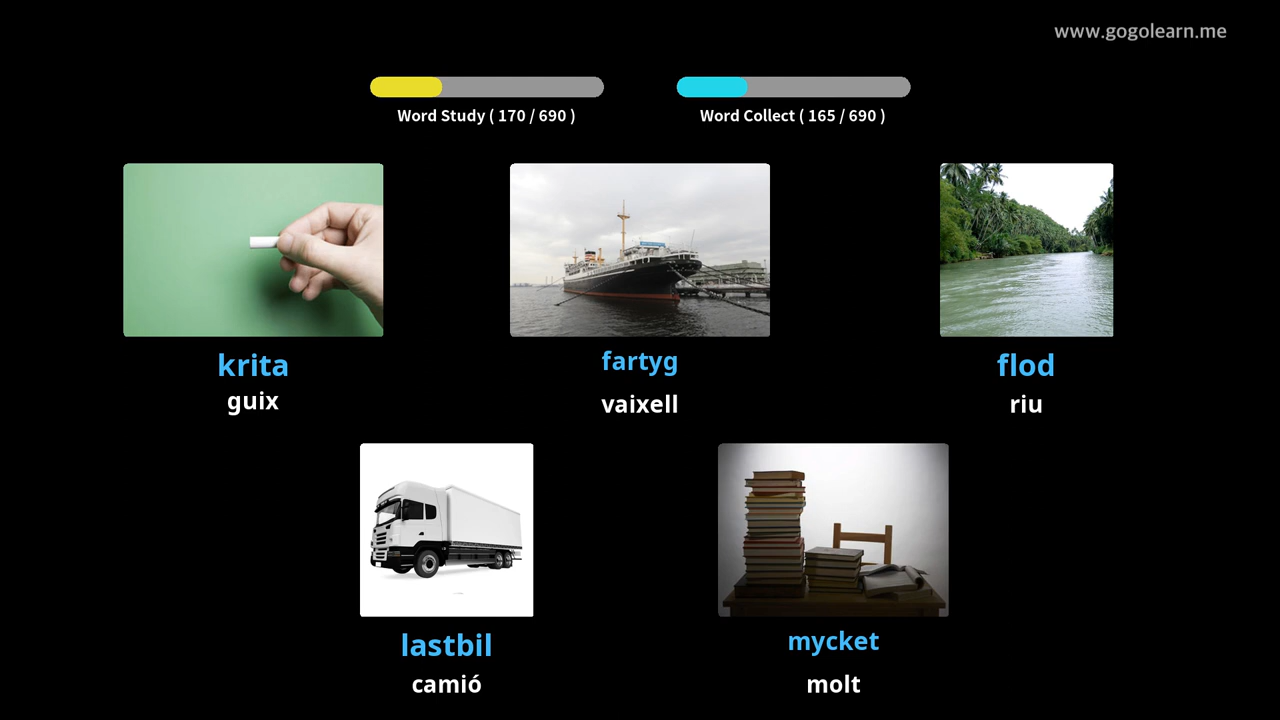 www.gogolearn.me
Word Study ( 170 / 690 )
Word Collect ( 165 / 690 )
krita
guix
fartyg
vaixell
flod
riu
lastbil
camió
mycket
molt